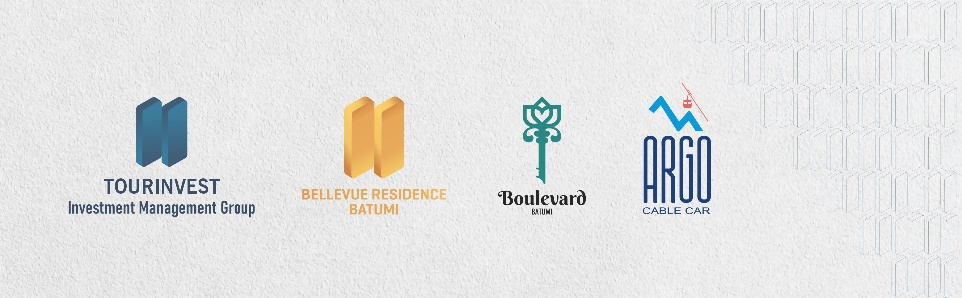 TOURINVEST
Investment Management Group
BELLEVUE RESIDENCE
BATUMI
Boulevard
BATUMI
ARGO
CABLE CAR